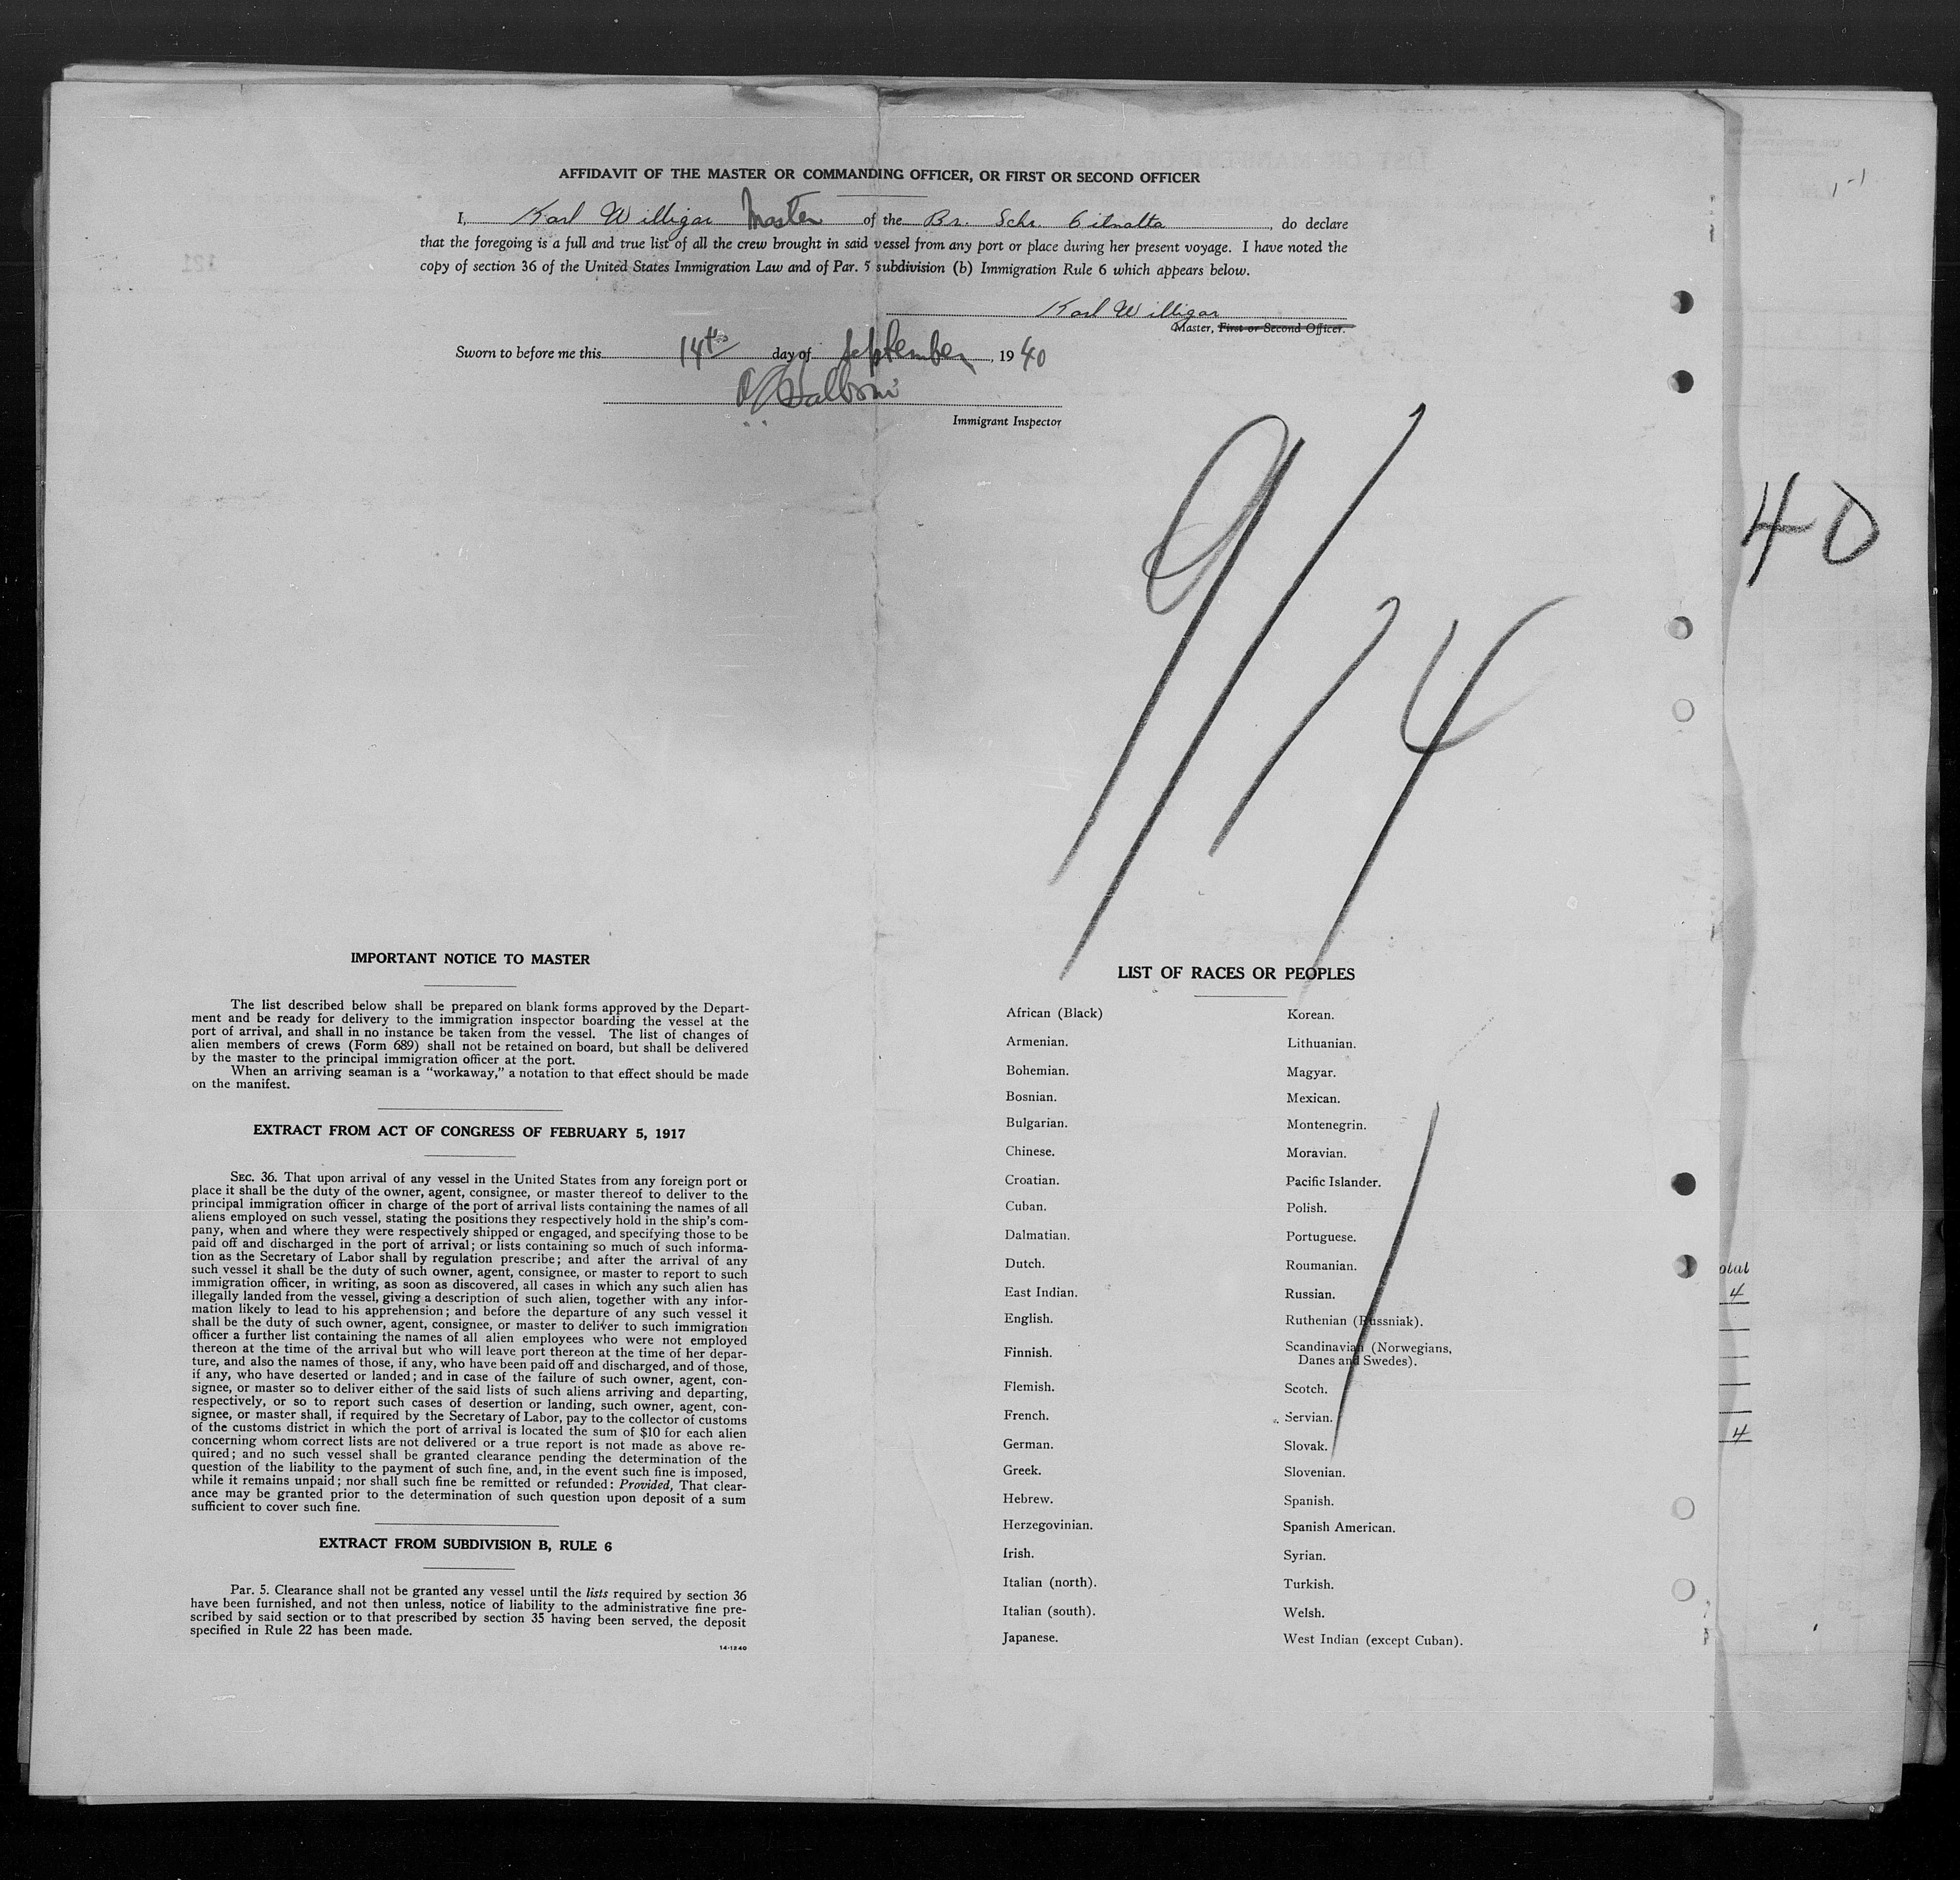 AFFIDAVIT OF THE MASTER OR COMMANDING OFFICER, OR FIRST OR SECOND OFFICER
I, Karl Willigar Master of the Br. Schr. do declare
that the foregoing is a full and true list of all the crew brought in said vessel from any port or place during her present voyage. I have noted the
copy of section 36 of the United States Immigration Law and of Par. 5 subdivision (b) Immigration Rule 6 which appears below.
Karl Willigar
Master, First or Second Officer.
Sworn to before me this 14th day of September, 1940
Immigrant Inspector
9/14
40
IMPORTANT NOTICE TO MASTER
The list described below shall be prepared on blank forms approved by the Depart-
ment and be ready for delivery to the immigration inspector boarding the vessel at the
port of arrival, and shall in no instance be taken from the vessel. The list of changes of
alien members of crews (Form 689) shall not be retained on board, but shall be delivered
by the master to the principal immigration officer at the port.
When an arriving seaman is a "workaway," a notation to that effect should be made
on the manifest.
EXTRACT FROM ACT OF CONGRESS OF FEBRUARY 5, 1917
SEC. 36. That upon arrival of any vessel in the United States from any foreign port or
place it shall be the duty of the owner, agent, consignee, or master thereof to deliver to the
principal immigration officer in charge of the port of arrival lists containing the names of all
aliens employed on such vessel, stating the positions they respectively hold in the ship's com-
pany, when and where they were respectively shipped or engaged, and specifying those to be
paid off and discharged in the port of arrival; or lists containing so much of such informa-
tion as the Secretary of Labor shall by regulation prescribe; and after the arrival of any
such vessel it shall be the duty of such owner, agent, consignee, or master to report to such
immigration officer, in writing, as soon as discovered, all cases in which any such alien has
illegally landed from the vessel, giving a description of such alien, together with any infor-
mation likely to lead to his apprehension; and before the departure of any such vessel it
shall be the duty of such owner, agent, consignee, or master to deliver to such immigration
officer a further list containing the names of all alien employees who were not employed
thereon at the time of the arrival but who will leave port thereon at the time of her depar-
ture, and also the names of those, if any, who have been paid off and discharged, and of those,
if any, who have deserted or landed; and in case of the failure of such owner, agent, con-
signee, or master so to deliver either of the said lists of such aliens arriving and departing,
respectively, or so to report such cases of desertion or landing, such owner, agent, con-
signee, or master shall, if required by the Secretary of Labor, pay to the collector of customs
of the customs district in which the port of arrival is located the sum of $10 for each alien
concerning whom correct lists are not delivered or a true report is not made as above re-
quired; and no such vessel shall be granted clearance pending the determination of the
question of the liability to the payment of such fine, and, in the event such fine is imposed,
while it remains unpaid; nor shall such fine be remitted or refunded: Provided, That clear-
ance may be granted prior to the determination of such question upon deposit of a sum
sufficient to cover such fine.
EXTRACT FROM SUBDIVISION B, RULE 6
Par. 5. Clearance shall not be granted any vessel until the lists required by section 36
have been furnished, and not then unless, notice of liability to the administrative fine pre-
scribed by said section or to that prescribed by section 35 having been served, the deposit
specified in Rule 22 has been made.
14-1240
LIST OF RACES OR PEOPLES
African (Black)
Armenian.
Bohemian.
Bosnian.
Bulgarian.
Chinese.
Croatian.
Cuban.
Dalmatian.
Dutch.
East Indian.
English.
Finnish.
Flemish.
French.
German.
Greek.
Hebrew.
Herzegovinian.
Irish.
Italian (north).
Italian (south).
Japanese.
Korean.
Lithuanian.
Magyar.
Mexican.
Montenegrin.
Moravian.
Pacific Islander.
Polish.
Portuguese.
Roumanian.
Russian.
Ruthenian (Russniak).
Scandinavian (Norwegians,
Danes and Swedes).
Scotch.
Servian.
Slovak.
Slovenian.
Spanish.
Spanish American.
Syrian.
Turkish.
Welsh.
West Indian (except Cuban).
otal
4
4